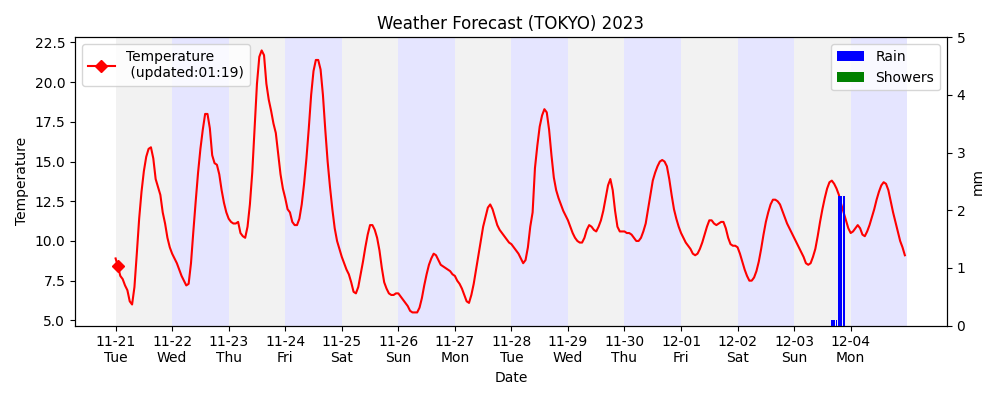 Weather Forecast (TOKYO) 2023
Temperature
(updated:01:19)
Rain
Showers
22.5
20.0
17.5
15.0
12.5
10.0
7.5
5.0
Temperature
5
4
3
2
1
0
mm
11-21 11-22 11-23 11-24 11-25 11-26 11-27 11-28 11-29 11-30 12-01 12-02 12-03 12-04
Tue Wed Thu Fri Sat Sun Mon Tue Wed Thu Fri Sat Sun Mon
Date